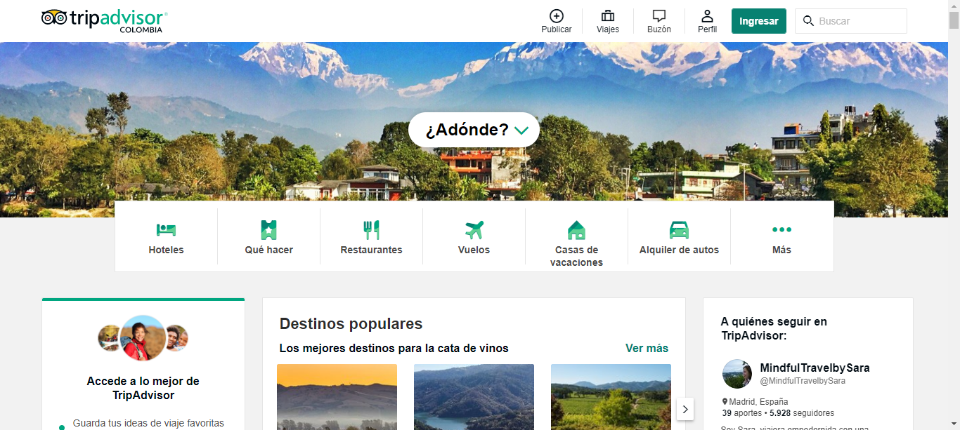 tripadvisor
COLOMBIA
Publicar
Viajes
Buzón
Perfil
Ingresar
Buscar
¿Adónde?
Hoteles
Qué hacer
Restaurantes
Vuelos
Casas de
vacaciones
Alquiler de autos
Más
Accede a lo mejor de
TripAdvisor
Guarda tus ideas de viaje favoritas
Destinos populares
Los mejores destinos para la cata de vinos
Ver más
A quiénes seguir en
TripAdvisor:
MindfulTravelbySara
@MindfulTravelbySara
Madrid, España
39 aportes • 5.928 seguidores
Soy Sara, viajera empedernida con una